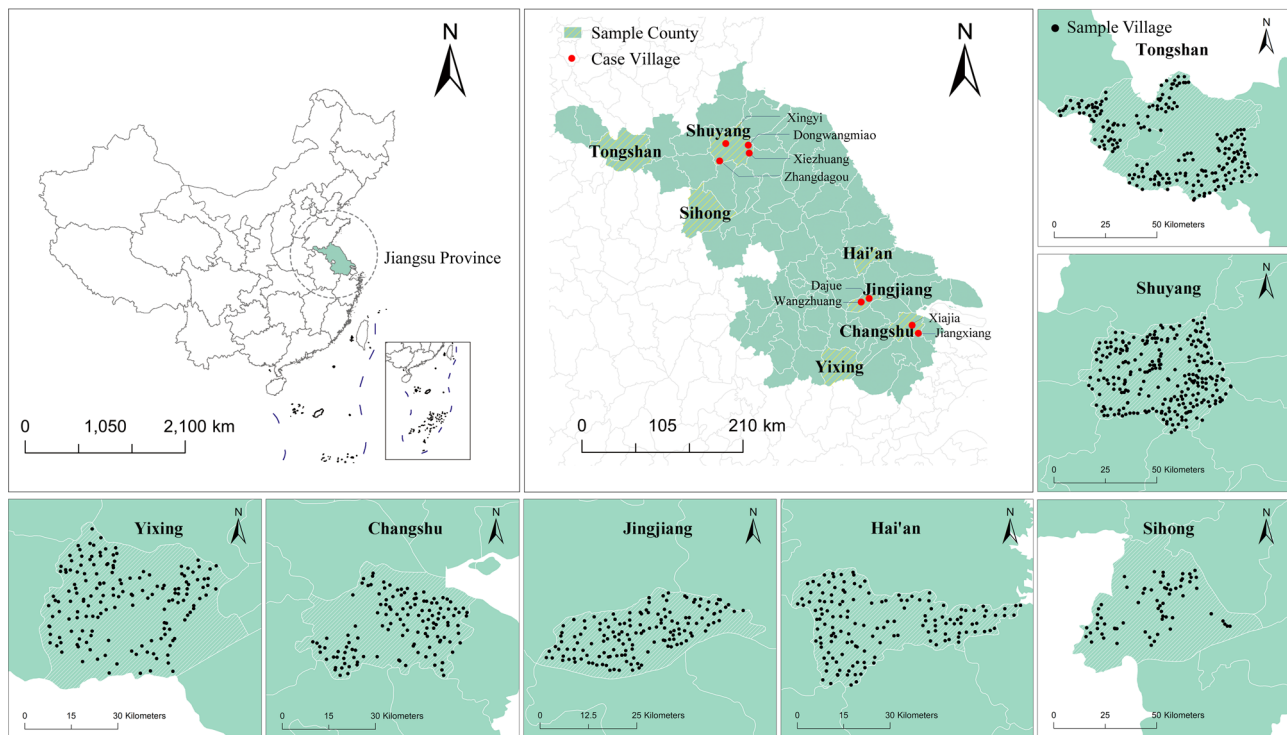 N
Jiangsu Province
0 1,050 2,100 km
N
Sample County
Case Village
Xingyi
Shuyang
Dongwangmiao
Tongshan
Xiezhuang
Zhangdagou
Sihong
Hai'an
Dajue
Jingjiang
Wangzhuang
Xiajia
Changshu
Jiangxiang
Yixing
0 105 210 km
Sample Village
N
Tongshan
0 25 50 Kilometers
N
Shuyang
0 25 50 Kilometers
Yixing
N
0 15 30 Kilometers
Changshu
N
0 15 30 Kilometers
Jingjiang
N
0 12.5 25 Kilometers
Hai'an
N
0 15 30 Kilometers
Sihong
N
0 25 50 Kilometers